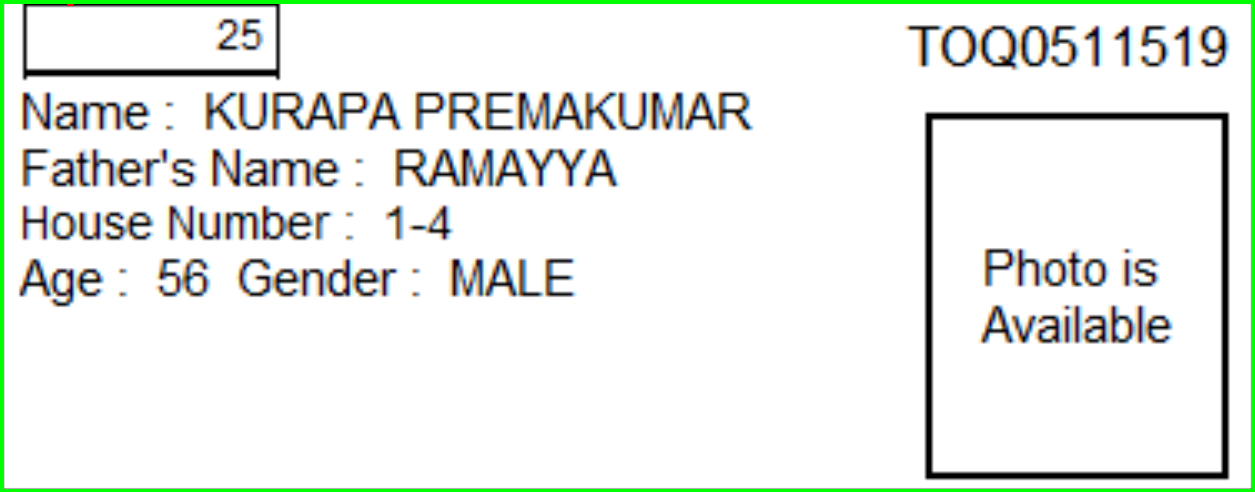 25
TOQ0511519
Name : KURAPA PREMAKUMAR
Father's Name : RAMAYYA
House Number : 1-4
Age : 56 Gender : MALE
Photo is
Available